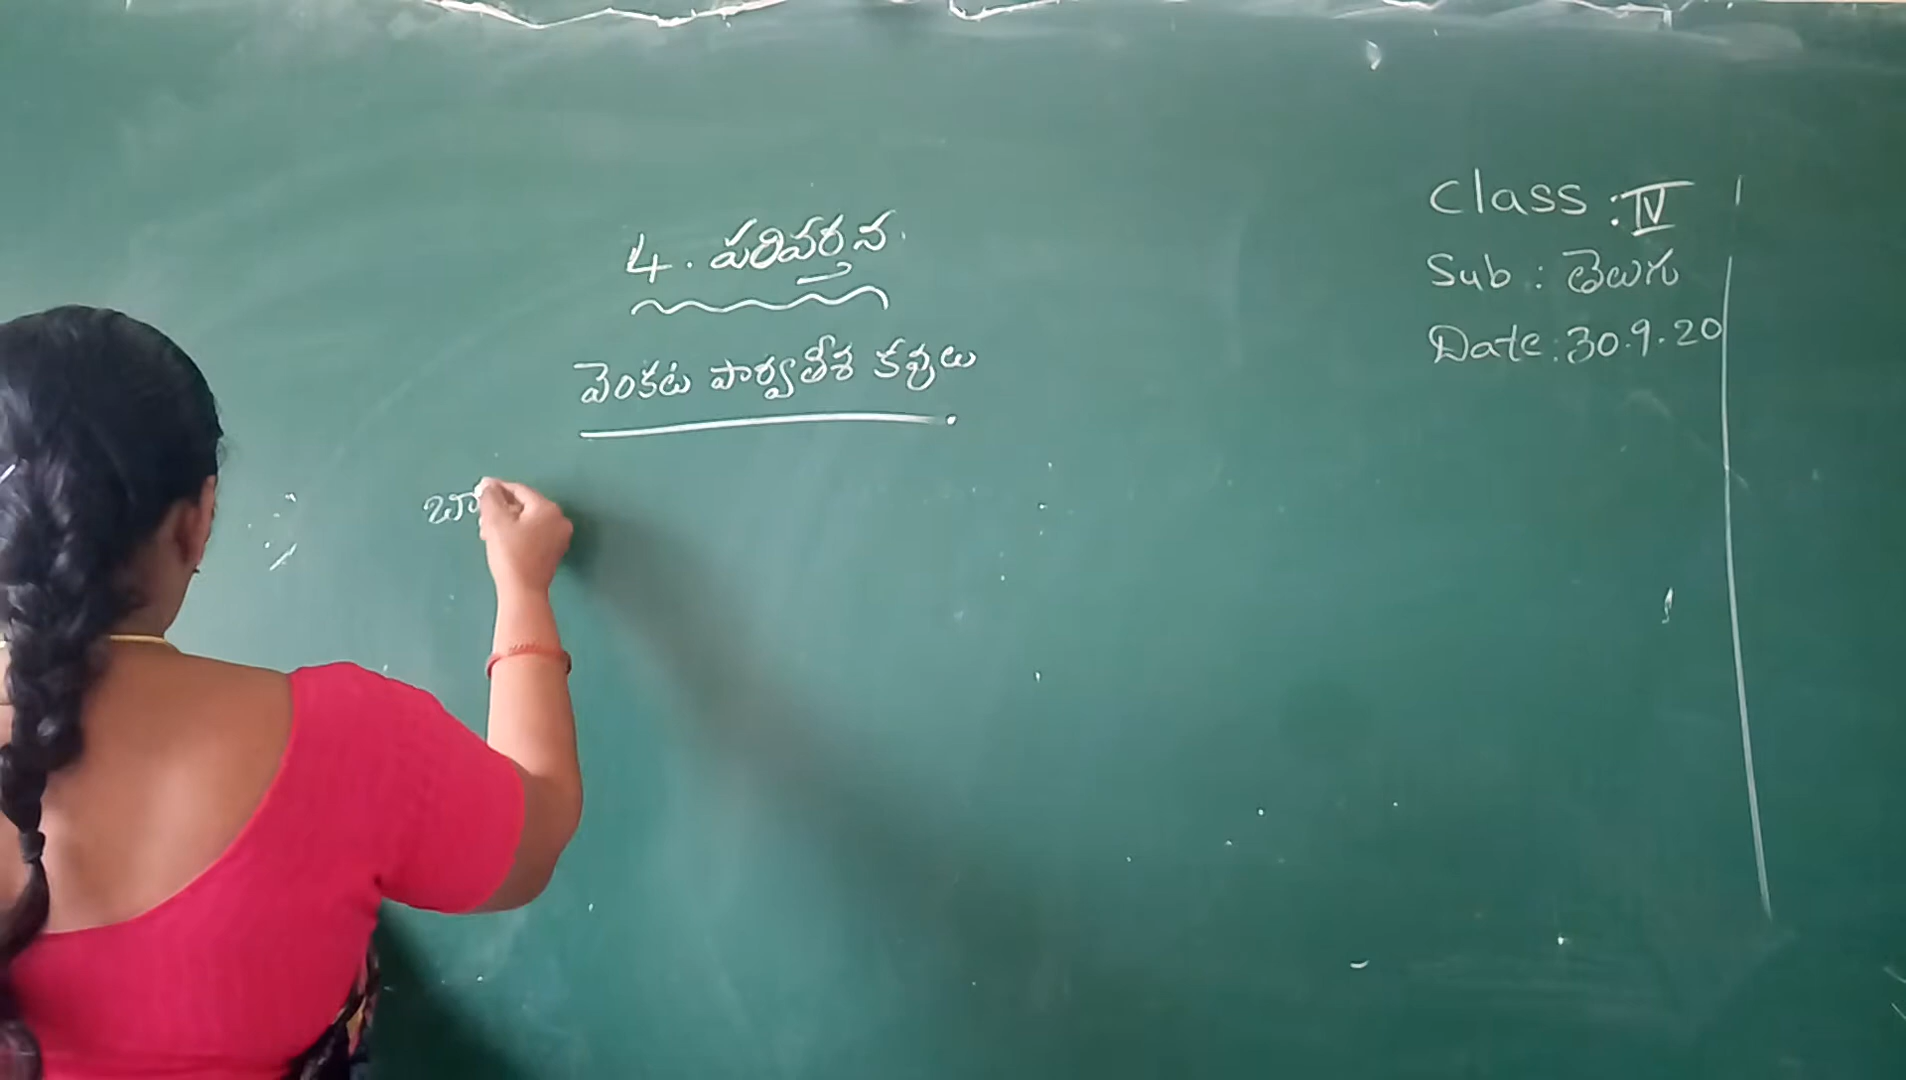 4. పరివర్తన.
వెంకట పార్వతీశ కవులు
బా
Class : IV
Sub : తెలుగు
Date : 30.9.20